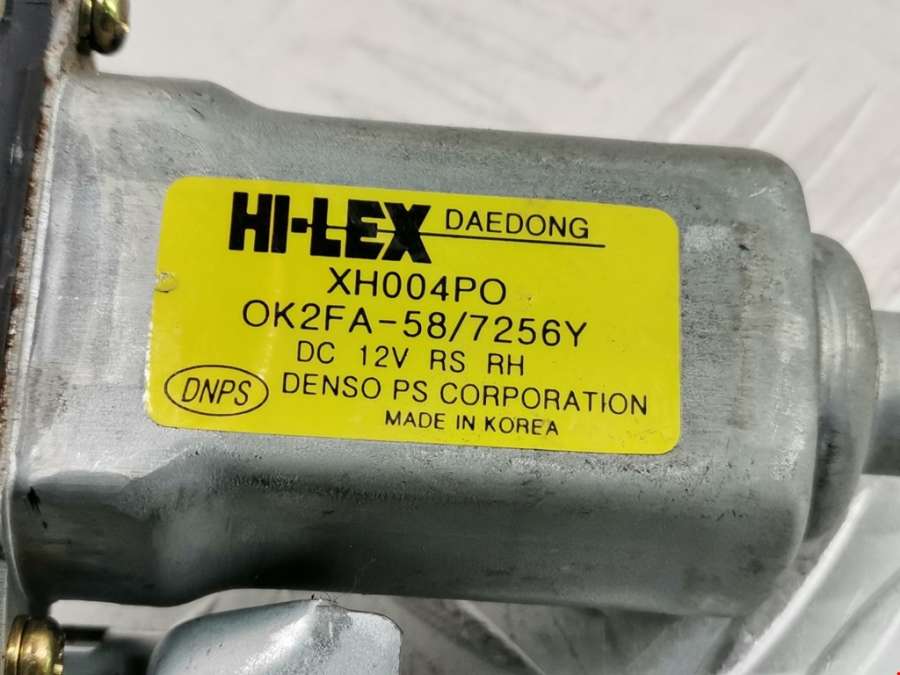 HI-LEX DAEDONG
XH004PO
OK2FA-58/7256Y
DC 12V RS RH
DNPS DENSO PS CORPORATION
MADE IN KOREA